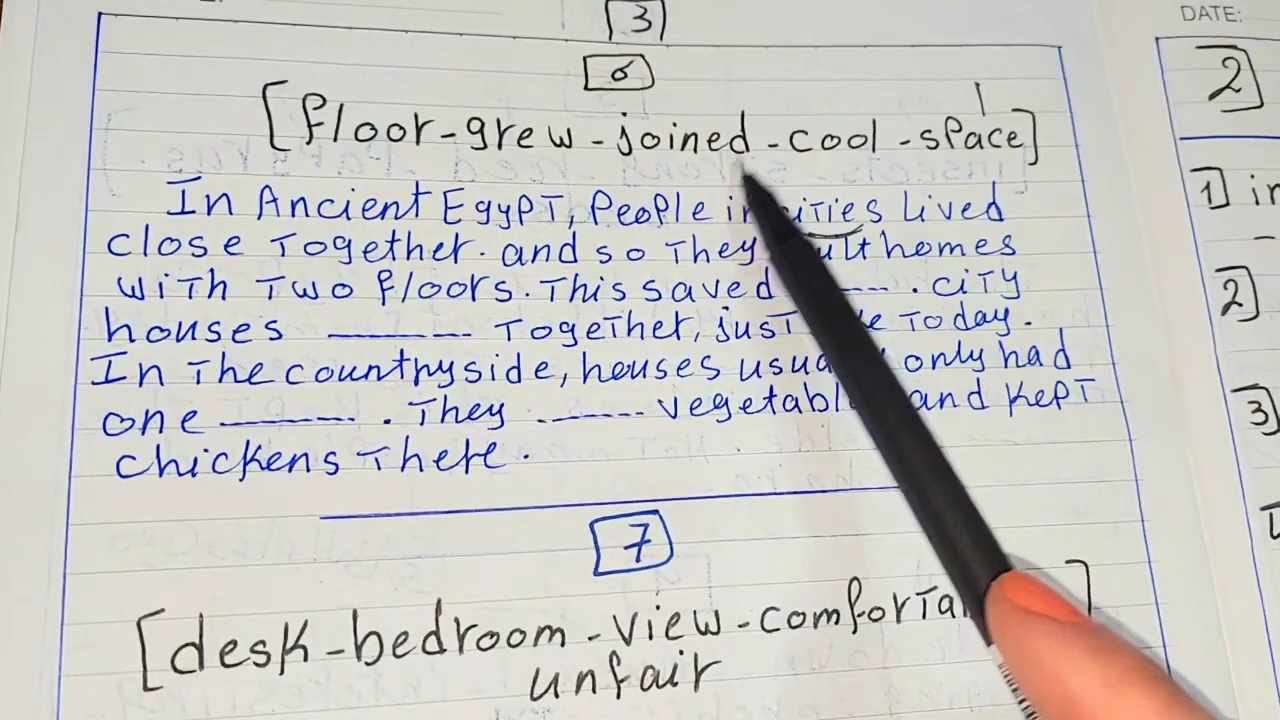 3
DATE:
6
[floor-grew-joined-cool-space]
In Ancient EgypT, people in cities lived
close Together. and so They homes
wiTh Two floors. This saved ----. ciTy
houses ------- TogeTher, jusT Today.
In The countryside, houses only had
one ------- . They ------ and kepT
chickens There.
7
[desk-bedroom-view-
unfair
2
1
2
3